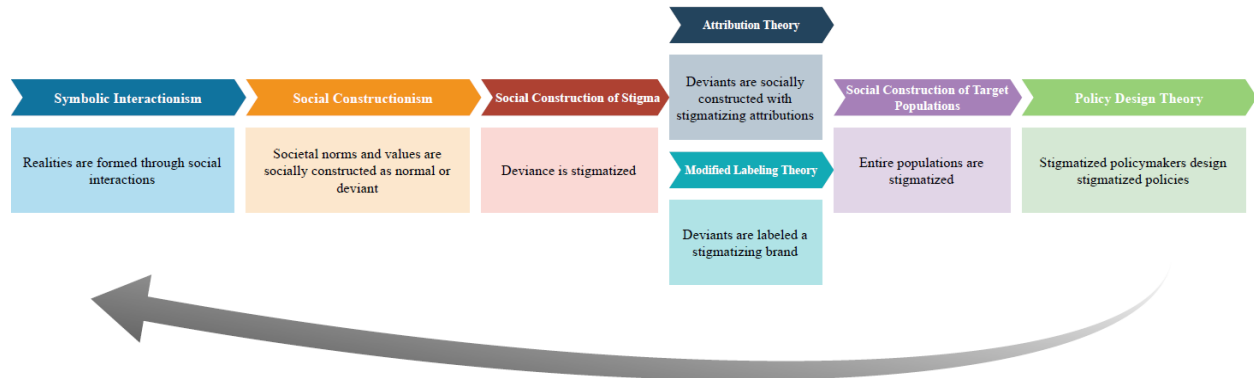 Attribution Theory
Deviants are socially
constructed with
stigmatizing attributions
Symbolic Interactionism
Realities are formed through social
interactions
Social Constructionism
Societal norms and values are
socially constructed as normal or
deviant
Social Construction of Stigma
Deviance is stigmatized
Modified Labeling Theory
Deviants are labeled a
stigmatizing brand
Social Construction of Target
Populations
Entire populations are
stigmatized
Policy Design Theory
Stigmatized policymakers design
stigmatized policies